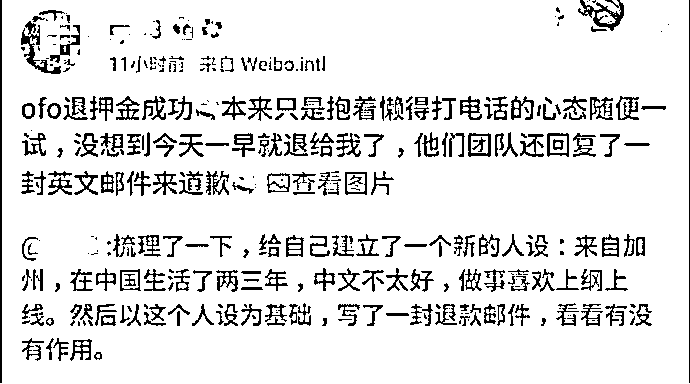 11小时前 来自 Weibo.intl
ofo退押金成功 本来只是抱着懒得打电话的心态随便一
试，没想到今天一早就退给我了，他们团队还回复了一
封英文邮件来道歉 查看图片
@ :梳理了一下，给自己建立了一个新的人设：来自加
州，在中国生活了两三年，中文不太好，做事喜欢上纲上
线。然后以这个人设为基础，写了一封退款邮件，看看有没
有作用。